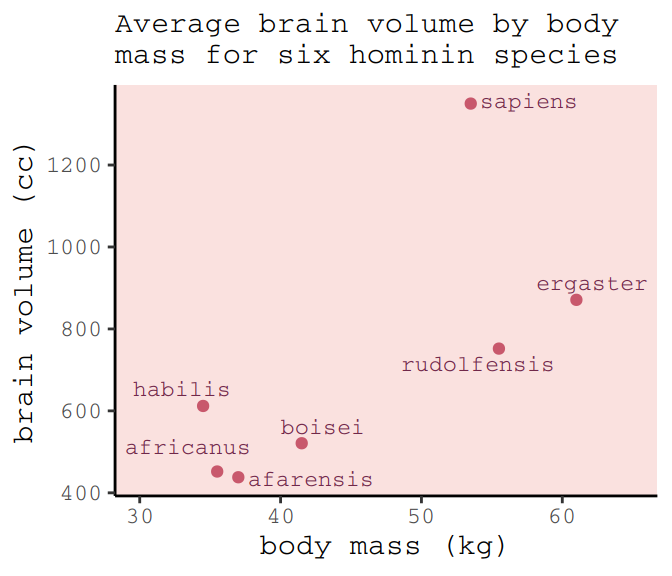 Average brain volume by body
mass for six hominin species
brain volume (cc)
1200
1000
800
600
400
sapiens
ergaster
rudolfensis
habilis
boisei
africanus
afarensis
30 40 50 60
body mass (kg)